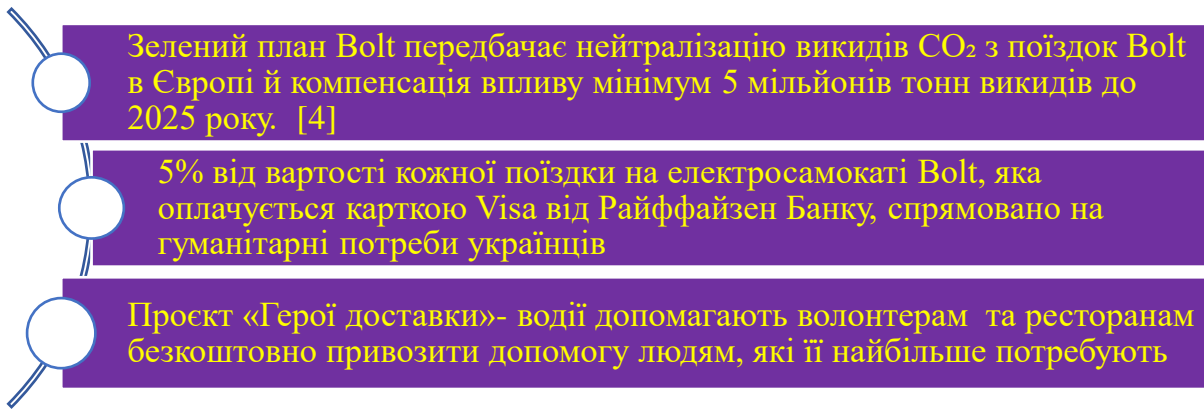 Зелений план Bolt передбачає нейтралізацію викидів CO₂ з поїздок Bolt
в Європі й компенсація впливу мінімум 5 мільйонів тонн викидів до
2025 року. [4]
5% від вартості кожної поїздки на електросамокаті Bolt, яка
оплачується карткою Visa від Райффайзен Банку, спрямовано на
гуманітарні потреби українців
Проєкт «Герої доставки»- водії допомагають волонтерам та ресторанам
безкоштовно привозити допомогу людям, які її найбільше потребують